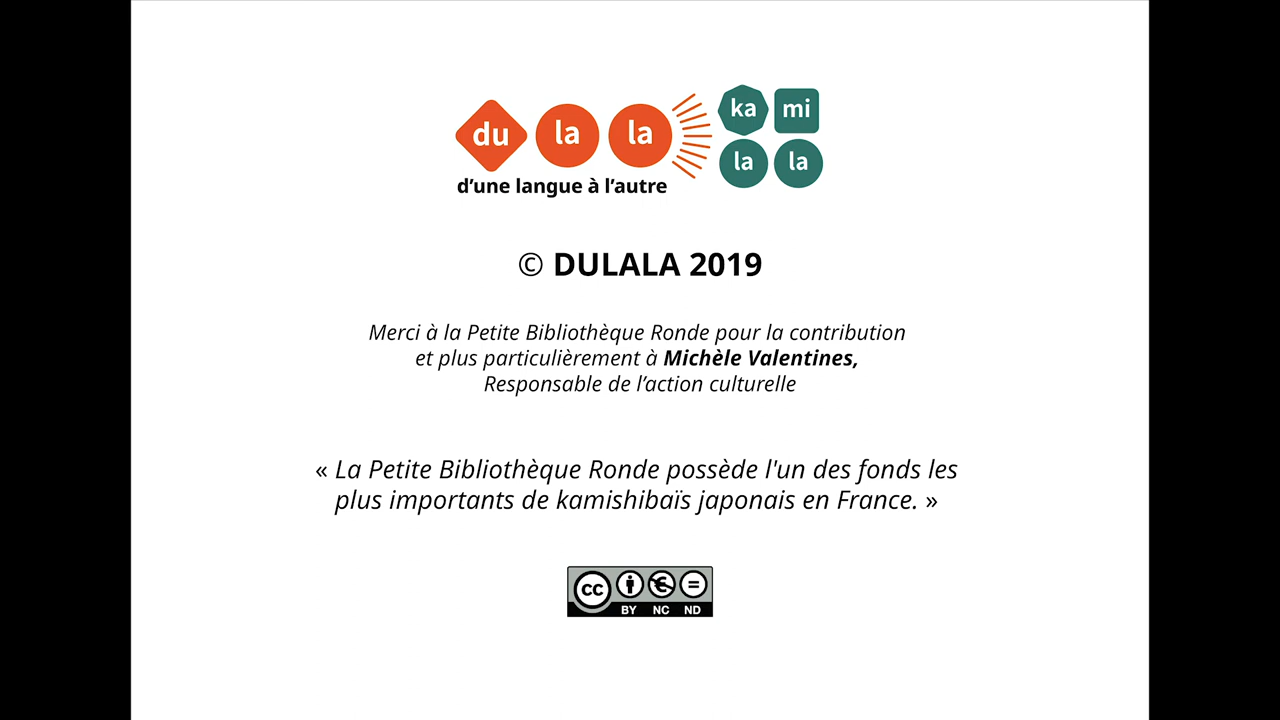 du la la
ka mi
la la
d’une langue à l’autre
© DULALA 2019
Merci à la Petite Bibliothèque Ronde pour la contribution
et plus particulièrement à Michèle Valentines,
Responsable de l’action culturelle
« La Petite Bibliothèque Ronde possède l'un des fonds les
plus importants de kamishibaïs japonais en France. »
cc
BY NC ND